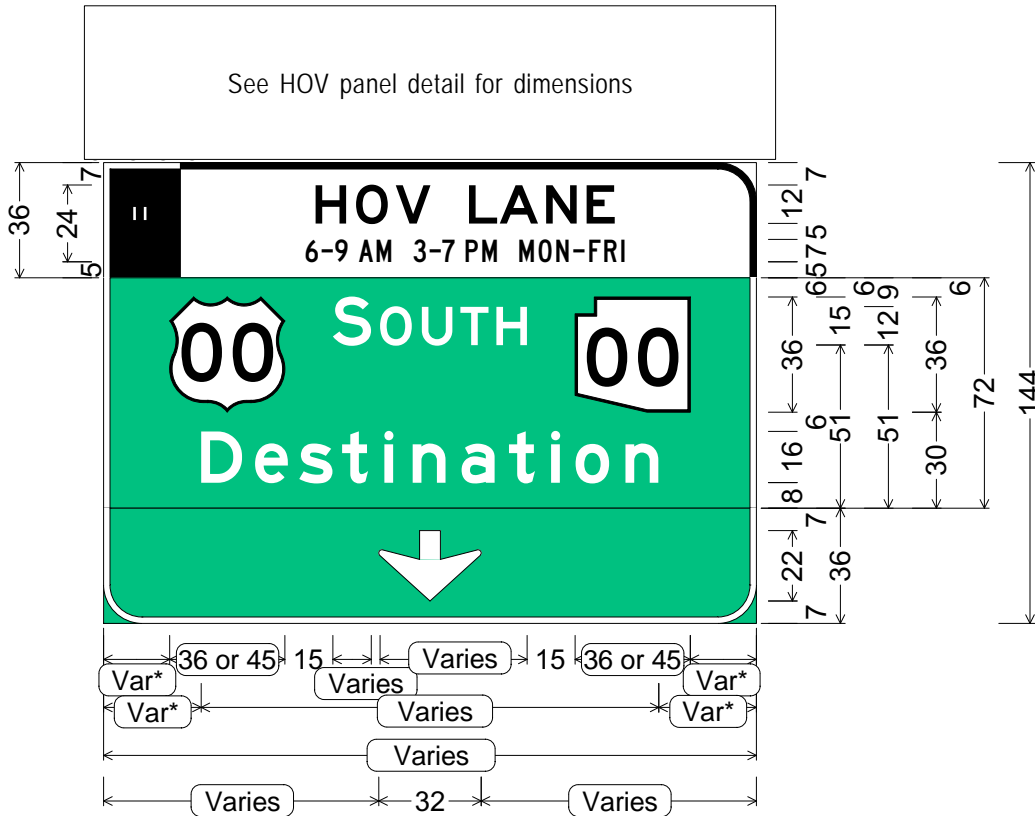 See HOV panel detail for dimensions
HOV LANE
6-9 AM 3-7 PM MON-FRI
SOUTH
00
00
Destination
36
7
24
5
7
12
5
7
5
6
36
6
16
8
7
22
7
15
6
51
36
6
9
12
51
6
36
30
72
144
36 or 45
15
Varies
15
36 or 45
Var*
Varies
Var*
Var*
Varies
Var*
Varies
Varies
32
Varies